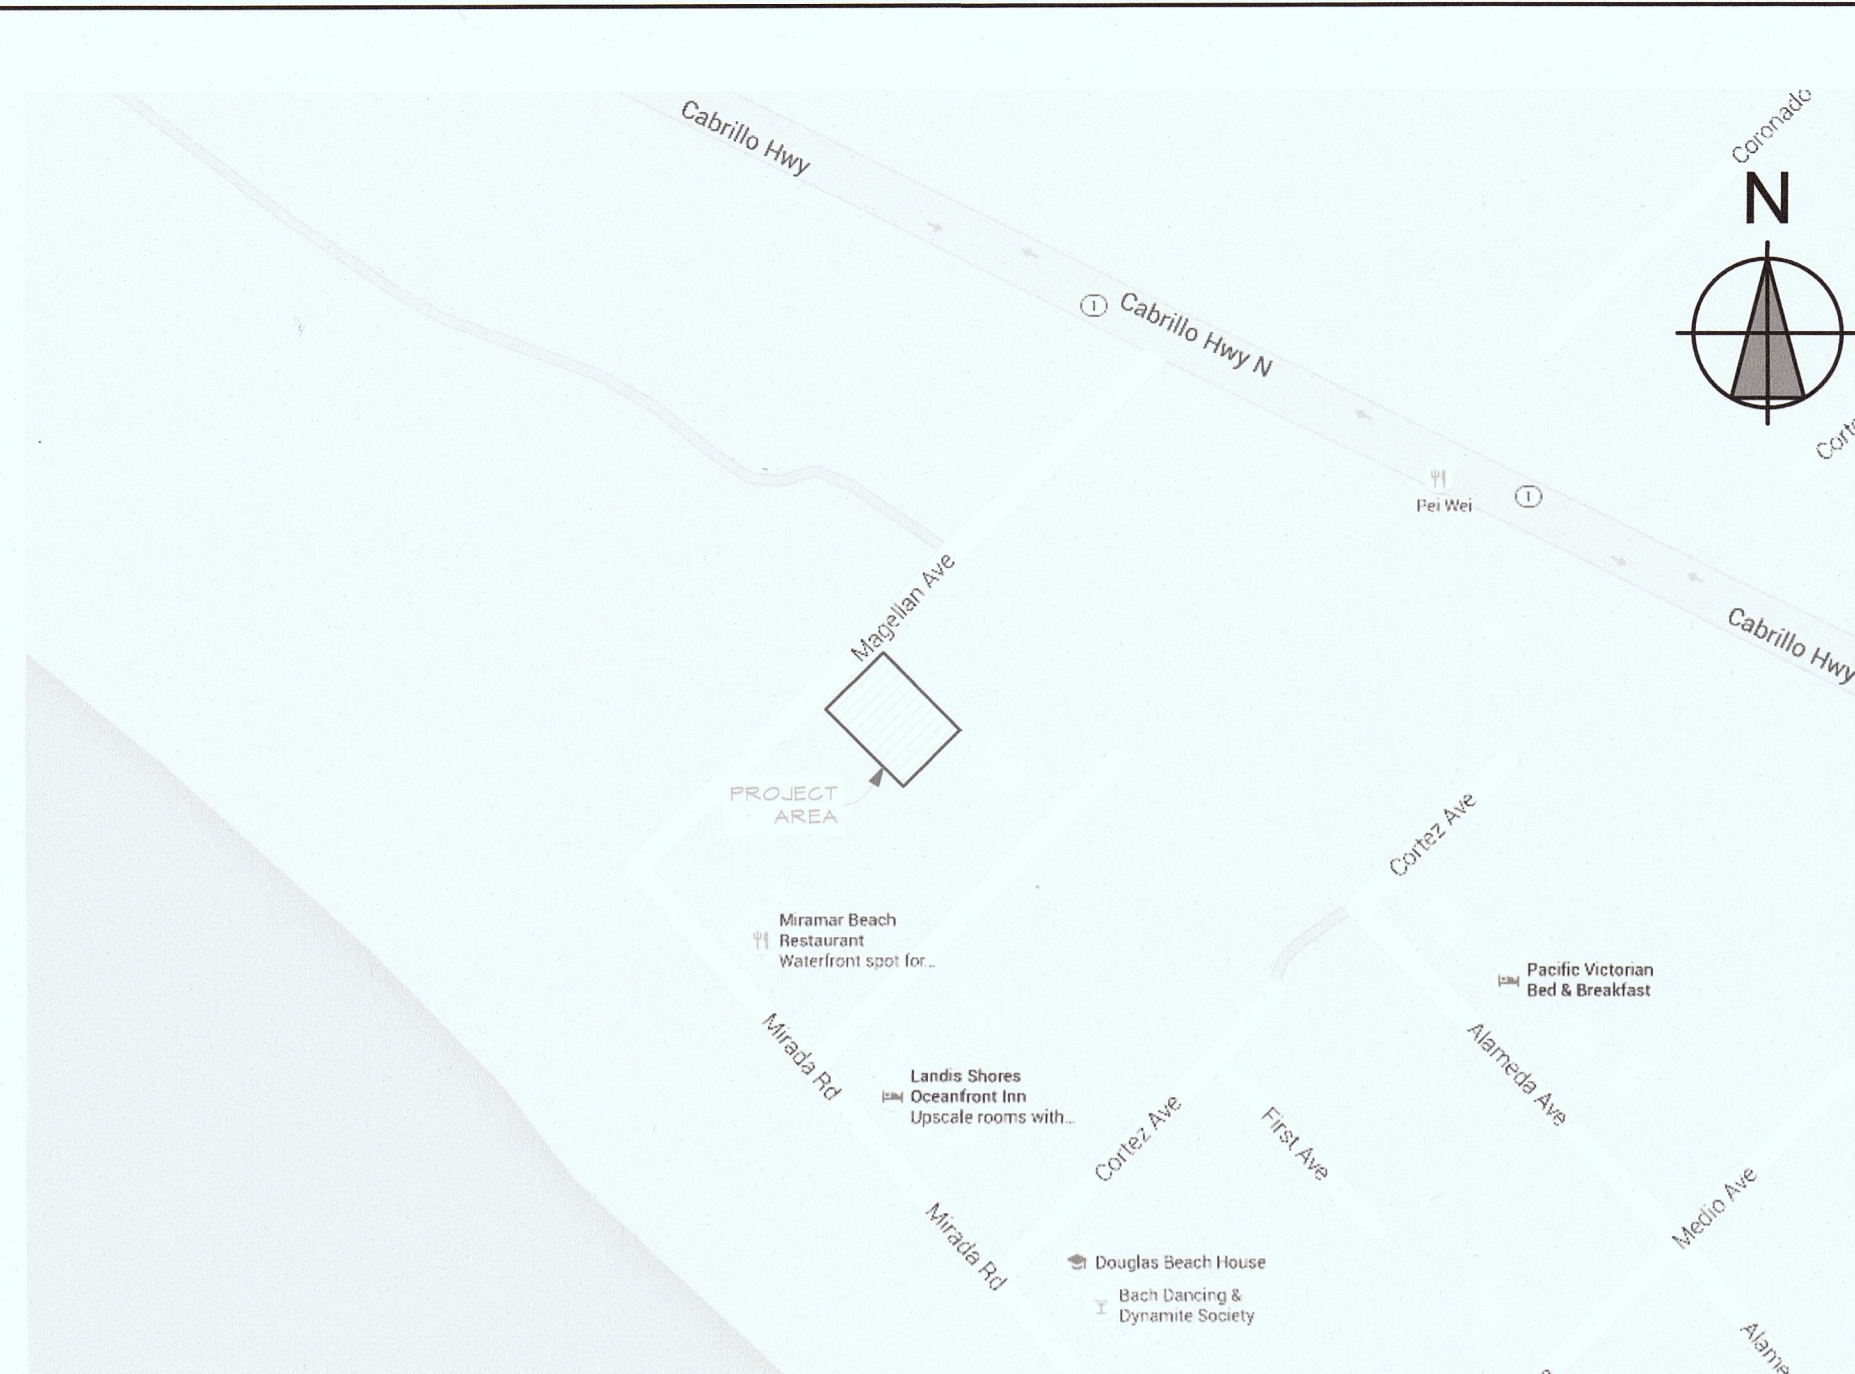 Cabrillo Hwy
Coronado
N
1
Cabrillo Hwy N
Pei Wei
1
Cabrillo Hwy
Magellan Ave
PROJECT
AREA
Cortez Ave
Miramar Beach
Restaurant
Waterfront spot for...
Pacific Victorian
Bed & Breakfast
Mirada Rd
Alameda Ave
Landis Shores
Oceanfront Inn
Upscale rooms with...
Cortez Ave
First Ave
Medio Ave
Mirada Rd
Douglas Beach House
Bach Dancing &
Dynamite Society
Alame